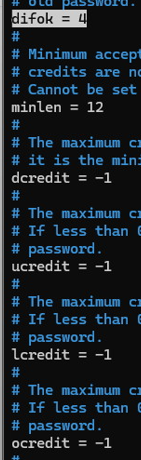 # old password.
difok = 4
#
# Minimum accept
# credits are no
# Cannot be set
minlen = 12
#
# The maximum cr
# it is the mini
dcredit = -1
#
# The maximum cr
# If less than 0
# password.
ucredit = -1
#
# The maximum cr
# If less than 0
# password.
lcredit = -1
#
# The maximum cr
# If less than 0
# password.
ocredit = -1
#